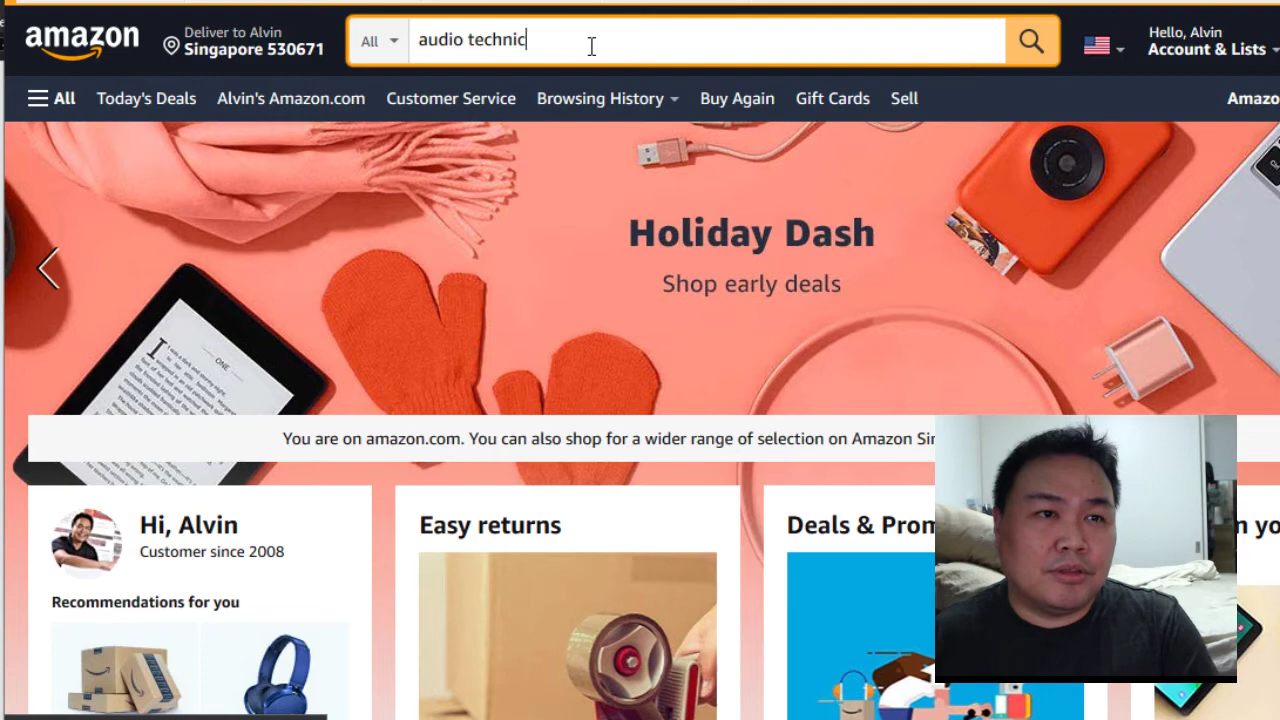 amazon
Deliver to Alvin
Singapore 530671
All
audio technic
Hello, Alvin
Account & Lists
All
Today's Deals
Alvin's Amazon.com
Customer Service
Browsing History
Buy Again
Gift Cards
Sell
Amazo
Holiday Dash
Shop early deals
ONE
You are on amazon.com. You can also shop for a wider range of selection on Amazon Sin
Hi, Alvin
Customer since 2008
Recommendations for you
Easy returns
Deals & Prom
n yo